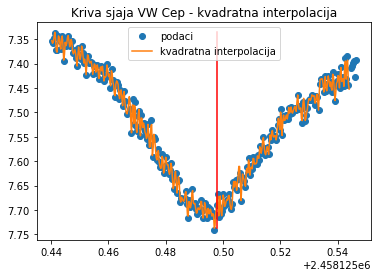 Kriva sjaja VW Cep - kvadratna interpolacija
podaci
kvadratna interpolacija
7.35
7.40
7.45
7.50
7.55
7.60
7.65
7.70
7.75
0.44 0.46 0.48 0.50 0.52 0.54
+2.458125e6